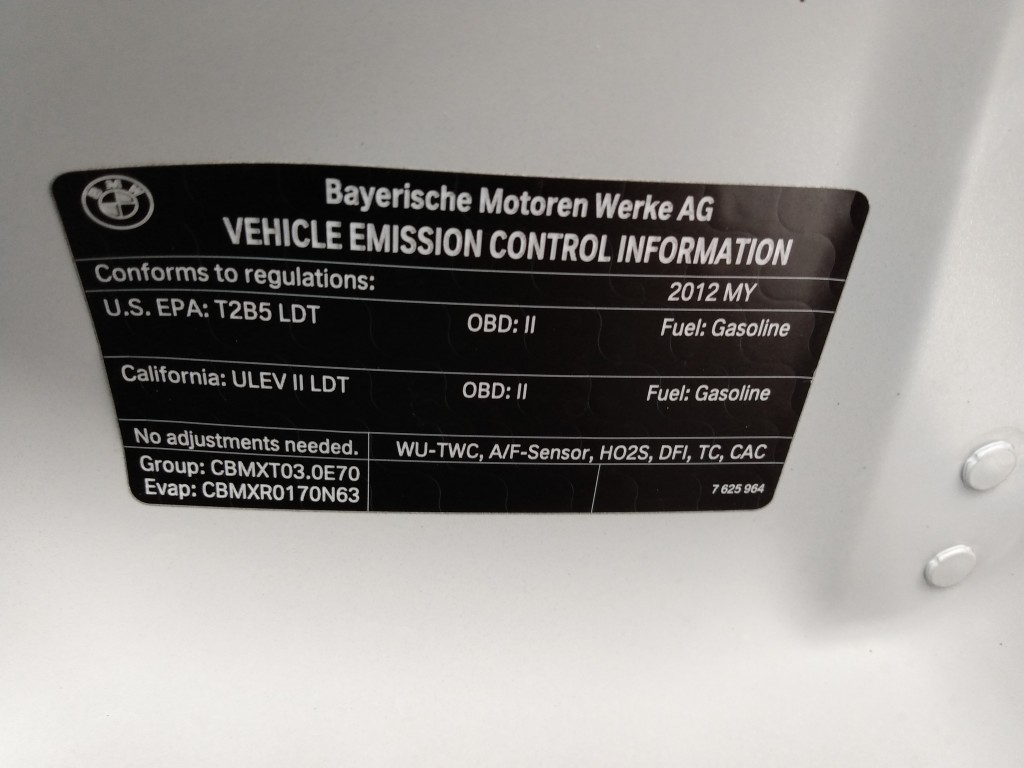 BMW
Bayerische Motoren Werke AG
VEHICLE EMISSION CONTROL INFORMATION
Conforms to regulations: 2012 MY
U.S. EPA: T2B5 LDT OBD: II Fuel: Gasoline
California: ULEV II LDT OBD: II Fuel: Gasoline
No adjustments needed. WU-TWC, A/F-Sensor, HO2S, DFI, TC, CAC
Group: CBMXT03.0E70
Evap: CBMXR0170N63 7 625 964